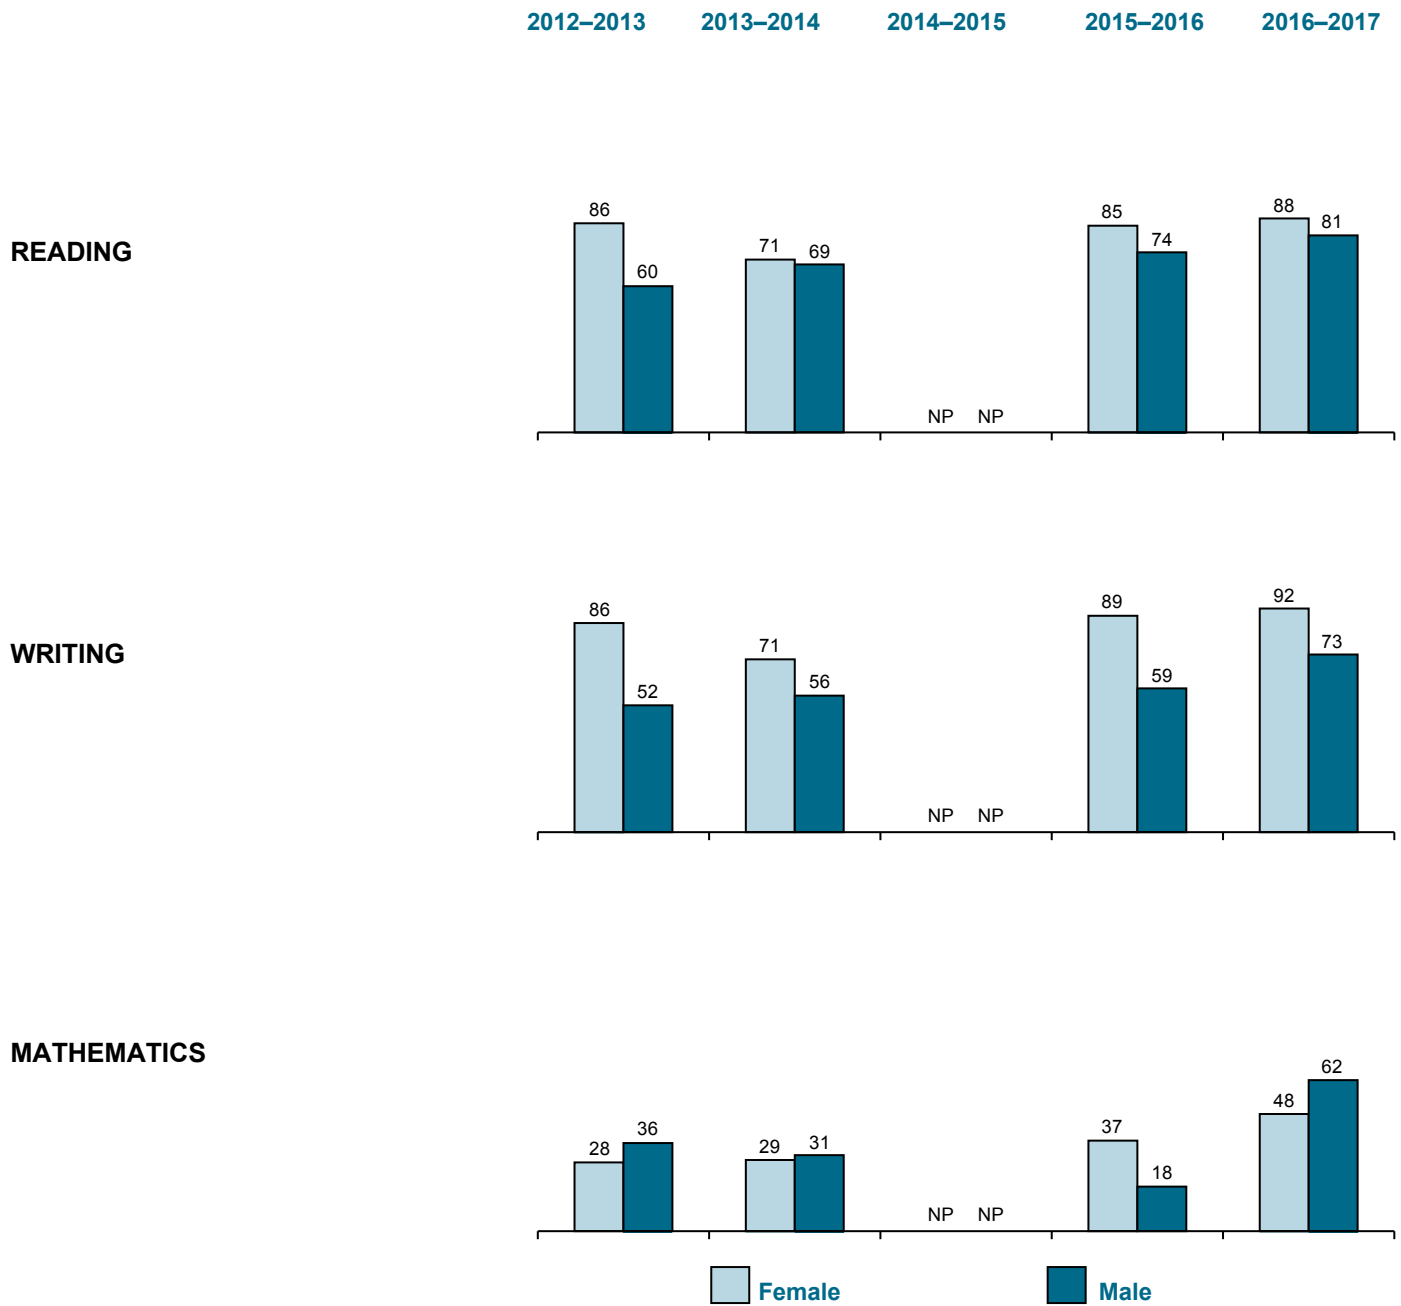 2012–2013 2013–2014 2014–2015 2015–2016 2016–2017
READING
86 60 71 69 NP NP 85 74 88 81
WRITING
86 52 71 56 NP NP 89 59 92 73
MATHEMATICS
28 36 29 31 NP NP 37 18 48 62
Female Male